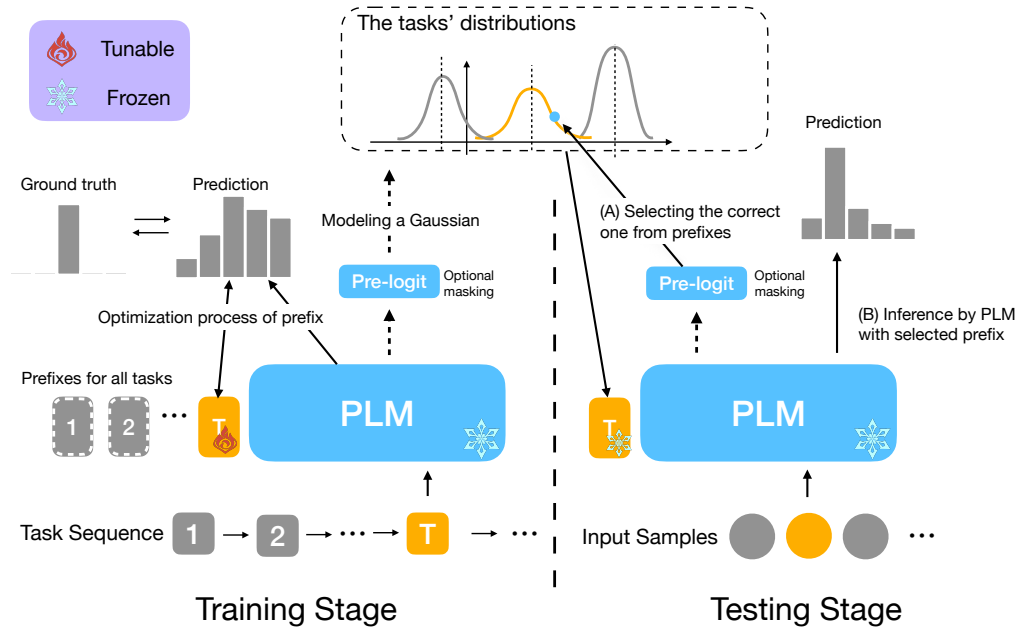 The tasks' distributions
Tunable
Frozen
Prediction
Ground truth
Prediction
Modeling a Gaussian
(A) Selecting the correct
one from prefixes
Pre-logit
Optional
masking
Pre-logit
Optional
masking
Optimization process of prefix
(B) Inference by PLM
with selected prefix
Prefixes for all tasks
1
2
...
T
PLM
T
PLM
Task Sequence
1
2
...
T
...
Input Samples
...
Training Stage
Testing Stage